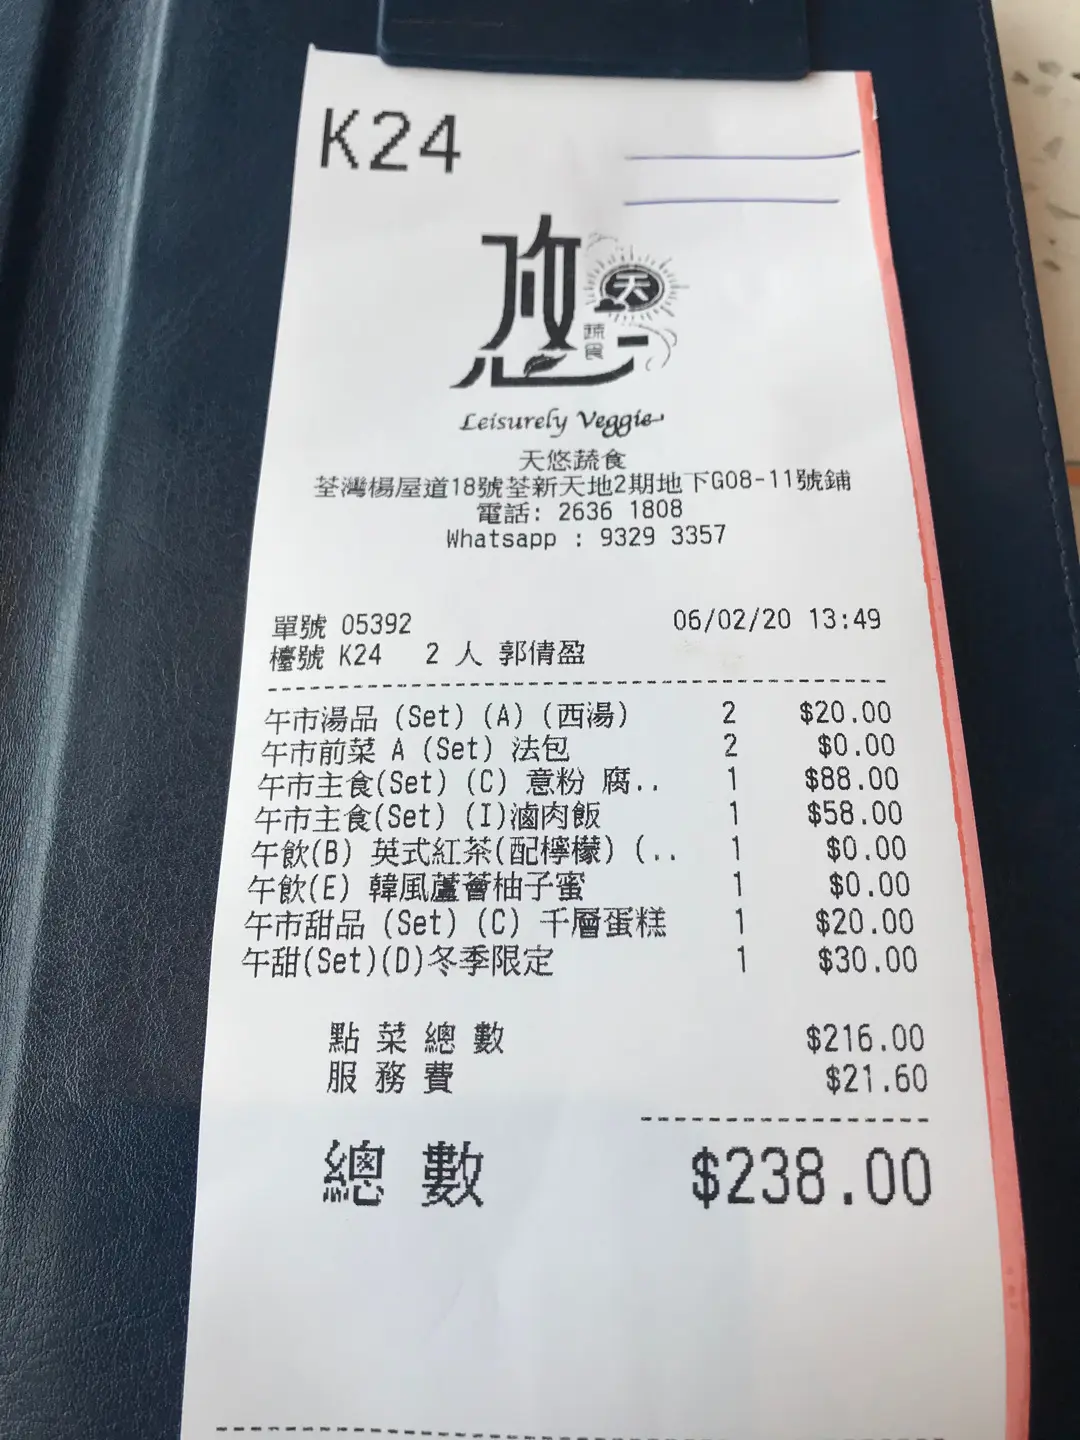 K24
悠
天
蔬食
Leisurely Veggie
天悠蔬食
荃灣楊屋道18號荃新天地2期地下G08-11號鋪
電話: 2636 1808
Whatsapp : 9329 3357
單號 05392 06/02/20 13:49
檯號 K24 2 人 郭倩盈
午市湯品 (Set) (A) (西湯) 2 $20.00
午市前菜 A (Set) 法包 2 $0.00
午市主食(Set) (C) 意粉 腐.. 1 $88.00
午市主食(Set) (I)滷肉飯 1 $58.00
午飲(B) 英式紅茶(配檸檬) (.. 1 $0.00
午飲(E) 韓風蘆薈柚子蜜 1 $0.00
午市甜品 (Set) (C) 千層蛋糕 1 $20.00
午甜(Set)(D)冬季限定 1 $30.00
點菜總數 $216.00
服務費 $21.60
總數 $238.00